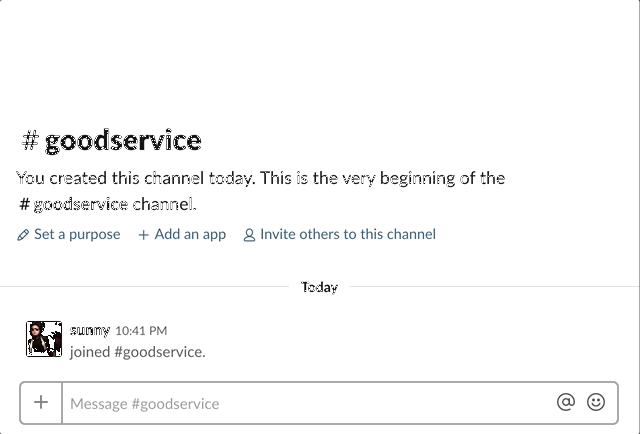 # goodservice
You created this channel today. This is the very beginning of the
# goodservice channel.
Set a purpose + Add an app Invite others to this channel
Today
sunny 10:41 PM
joined #goodservice.
+ Message #goodservice @